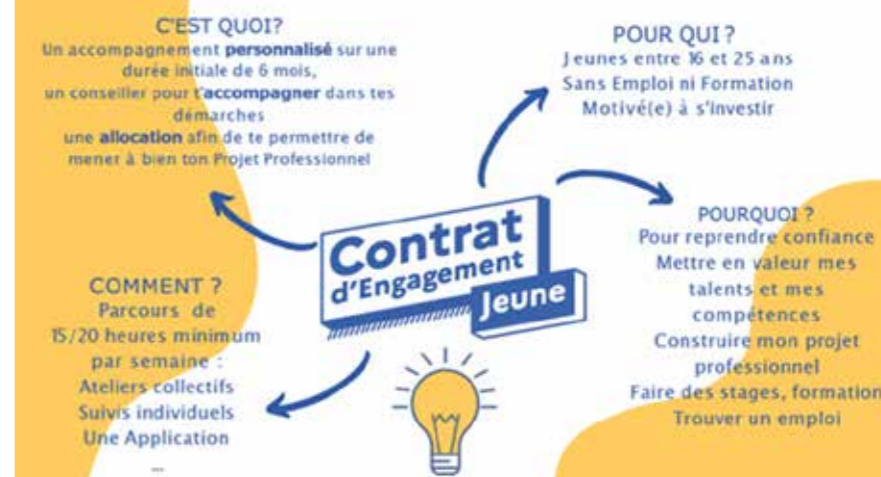 C'EST QUOI?
Un accompagnement personnalisé sur une
durée initiale de 6 mois,
un conseiller pour t'accompagner dans tes
démarches
une allocation afin de te permettre de
mener à bien ton Projet Professionnel
POUR QUI ?
Jeunes entre 16 et 25 ans
Sans Emploi ni Formation
Motivé(e) à s'investir
Contrat
d'Engagement
Jeune
POURQUOI ?
Pour reprendre confiance
Mettre en valeur mes
talents et mes
compétences
Construire mon projet
professionnel
Faire des stages, formation
Trouver un emploi
COMMENT ?
Parcours de
15/20 heures minimum
par semaine :
Ateliers collectifs
Suivis individuels
Une Application
...